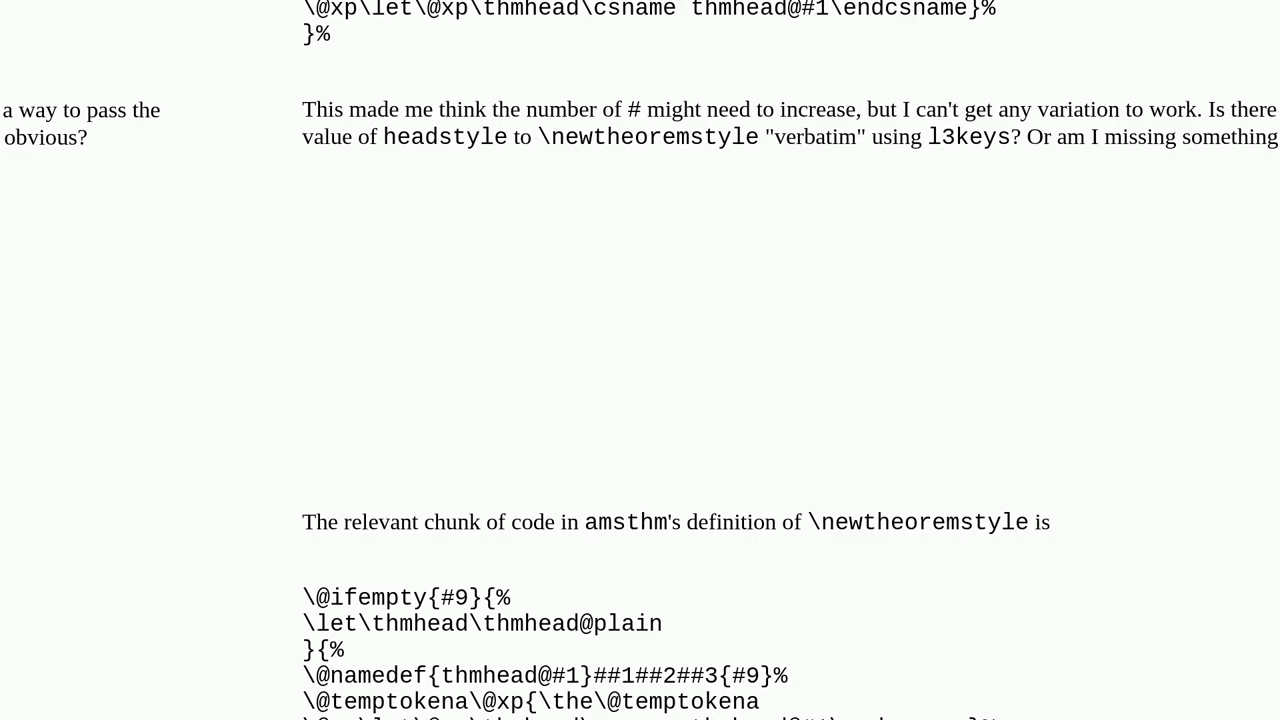 \@xp\let\@xp\thmhead\csname thmhead@#1\endcsname}%
}%
This made me think the number of # might need to increase, but I can't get any variation to work. Is there
a way to pass the
value of headstyle to \newtheoremstyle "verbatim" using l3keys? Or am I missing something
obvious?
The relevant chunk of code in amsthm's definition of \newtheoremstyle is
\@ifempty{#9}{%
\let\thmhead\thmhead@plain
}{%
\@namedef{thmhead@#1}##1##2##3{#9}%
\@temptokena\@xp{\the\@temptokena